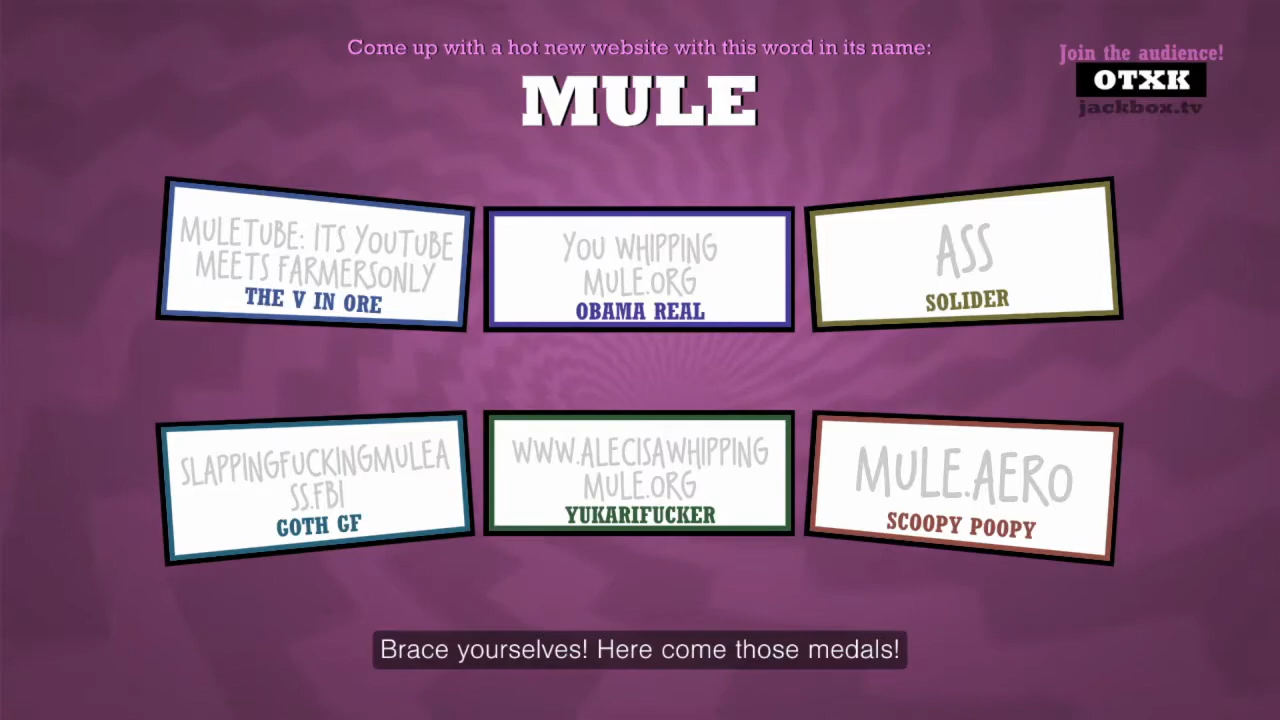 Come up with a hot new website with this word in its name:
MULE
Join the audience!
OTXK
jackbox.tv
MULETUBE: ITS YOUTUBE
MEETS FARMERSONLY
THE V IN ORE
YOU WHIPPING
MULE.ORG
OBAMA REAL
ASS
SOLIDER
SLAPPINGFUCKINGMULEA
SS.FBI
GOTH GF
WWW.ALECISAWHIPPING
MULE.ORG
YUKARIFUCKER
MULE.AERO
SCOOPY POOPY
Brace yourselves! Here come those medals!